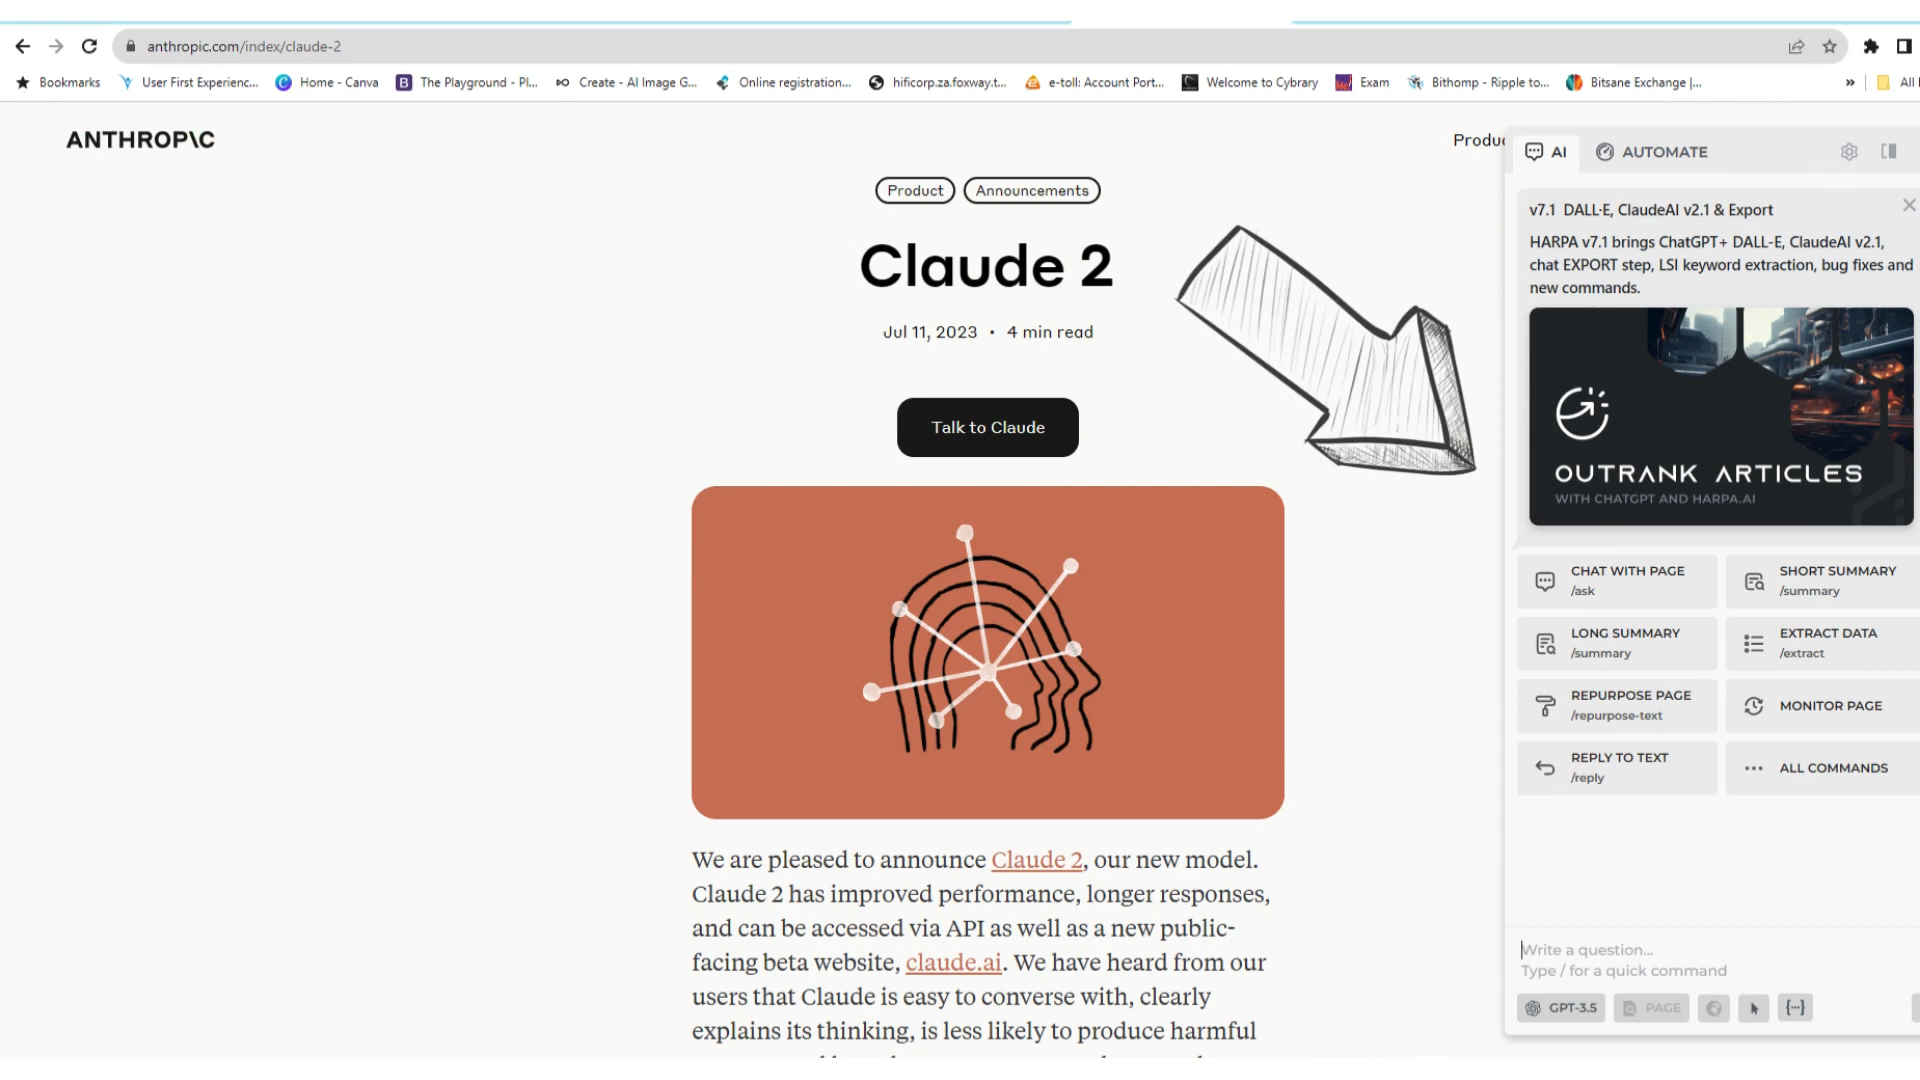 anthropic.com/index/claude-2
Bookmarks
User First Experienc...
Home - Canva
The Playground - Pl...
Create - AI Image G...
Online registration...
hificorp.za.foxway.t...
e-toll: Account Port...
Welcome to Cybrary
Exam
Bithomp - Ripple to...
Bitsane Exchange |...
»
All
ANTHROP\C
Produc
Product
Announcements
Claude 2
Jul 11, 2023 • 4 min read
Talk to Claude
We are pleased to announce Claude 2, our new model.
Claude 2 has improved performance, longer responses,
and can be accessed via API as well as a new public-
facing beta website, claude.ai. We have heard from our
users that Claude is easy to converse with, clearly
explains its thinking, is less likely to produce harmful
AI
AUTOMATE
v7.1 DALL·E, ClaudeAI v2.1 & Export
HARPA v7.1 brings ChatGPT+ DALL-E, ClaudeAI v2.1,
chat EXPORT step, LSI keyword extraction, bug fixes and
new commands.
OUTRANK ARTICLES
WITH CHATGPT AND HARPA.AI
CHAT WITH PAGE
/ask
SHORT SUMMARY
/summary
LONG SUMMARY
/summary
EXTRACT DATA
/extract
REPURPOSE PAGE
/repurpose-text
MONITOR PAGE
REPLY TO TEXT
/reply
ALL COMMANDS
Write a question...
Type / for a quick command
GPT-3.5
PAGE